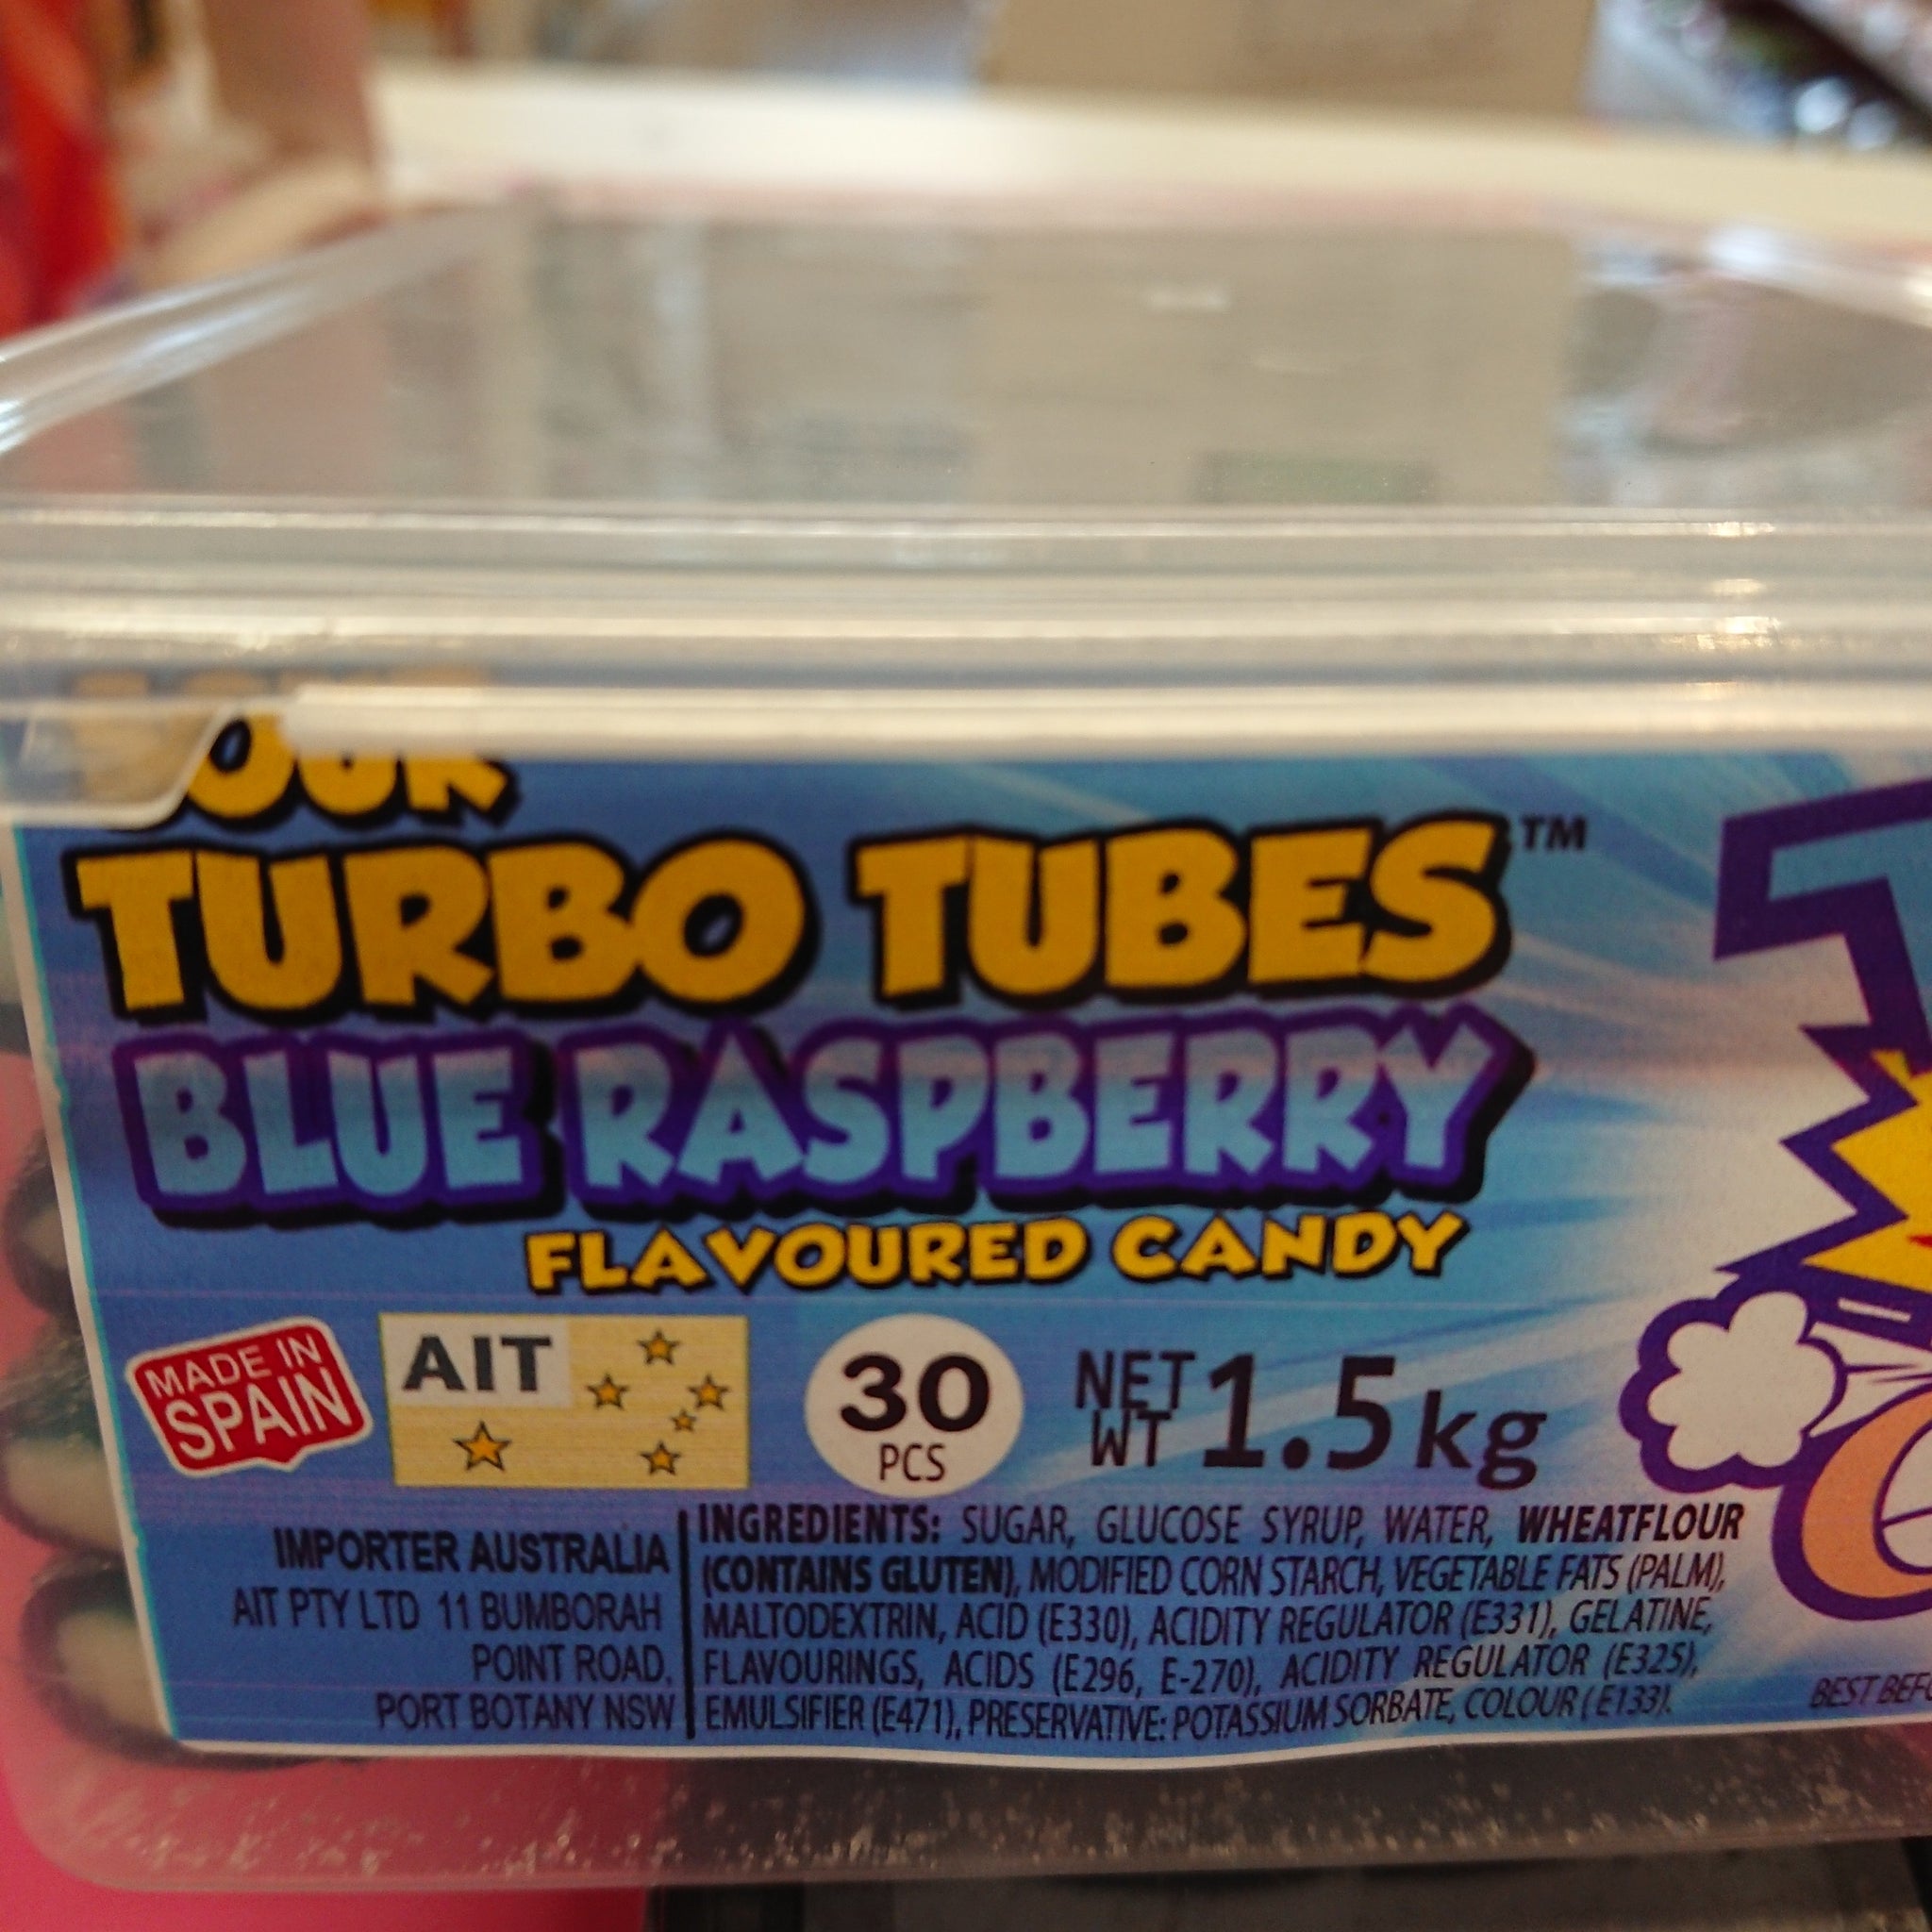 TURBO TUBES™
BLUE RASPBERRY
FLAVOURED CANDY
MADE IN
SPAIN
AIT
30
PCS
NET
WT 1.5kg
IMPORTER AUSTRALIA
AIT PTY LTD 11 BUMBORAH
POINT ROAD,
PORT BOTANY NSW
INGREDIENTS: SUGAR, GLUCOSE SYRUP, WATER, WHEATFLOUR
(CONTAINS GLUTEN), MODIFIED CORN STARCH, VEGETABLE FATS (PALM),
MALTODEXTRIN, ACID (E330), ACIDITY REGULATOR (E331), GELATINE,
FLAVOURINGS, ACIDS (E296, E-270), ACIDITY REGULATOR (E325),
EMULSIFIER (E471), PRESERVATIVE: POTASSIUM SORBATE, COLOUR (E133).
BEST